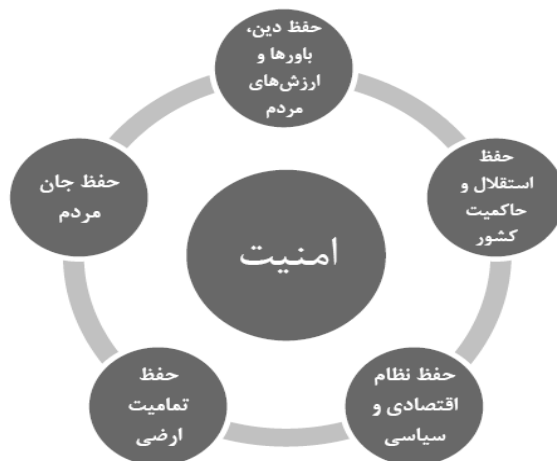 حفظ دین،
باورها و
ارزش‌های
مردم
حفظ
استقلال و
حاکمیت
کشور
حفظ نظام
اقتصادی و
سیاسی
حفظ
تمامیت
ارضی
حفظ جان
مردم
امنیت